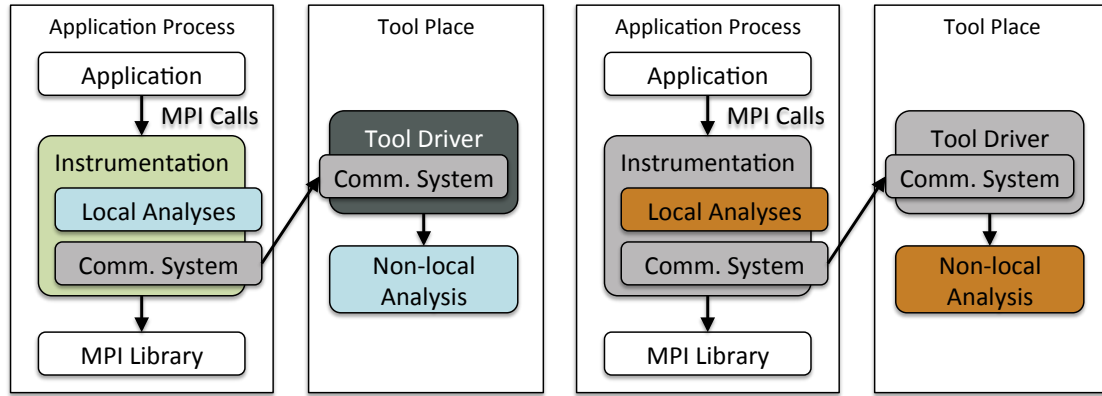 Application Process
Application
MPI Calls
Instrumentation
Local Analyses
Comm. System
MPI Library
Tool Place
Tool Driver
Comm. System
Non-local
Analysis
Application Process
Application
MPI Calls
Instrumentation
Local Analyses
Comm. System
MPI Library
Tool Place
Tool Driver
Comm. System
Non-local
Analysis